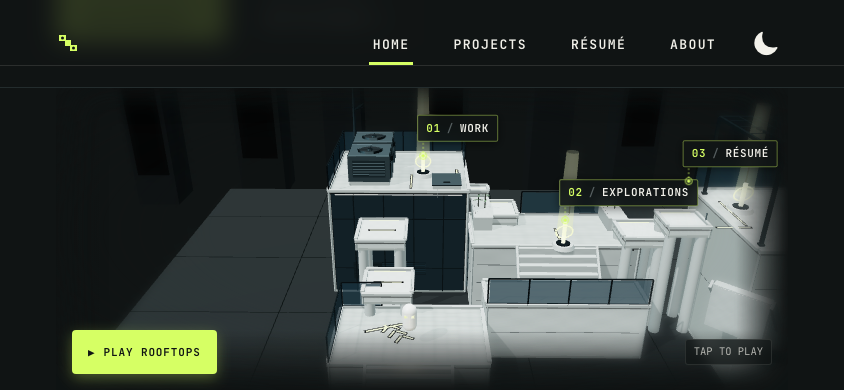 HOME
PROJECTS
RÉSUMÉ
ABOUT
01 / WORK
03 / RÉSUMÉ
02 / EXPLORATIONS
▶ PLAY ROOFTOPS
TAP TO PLAY